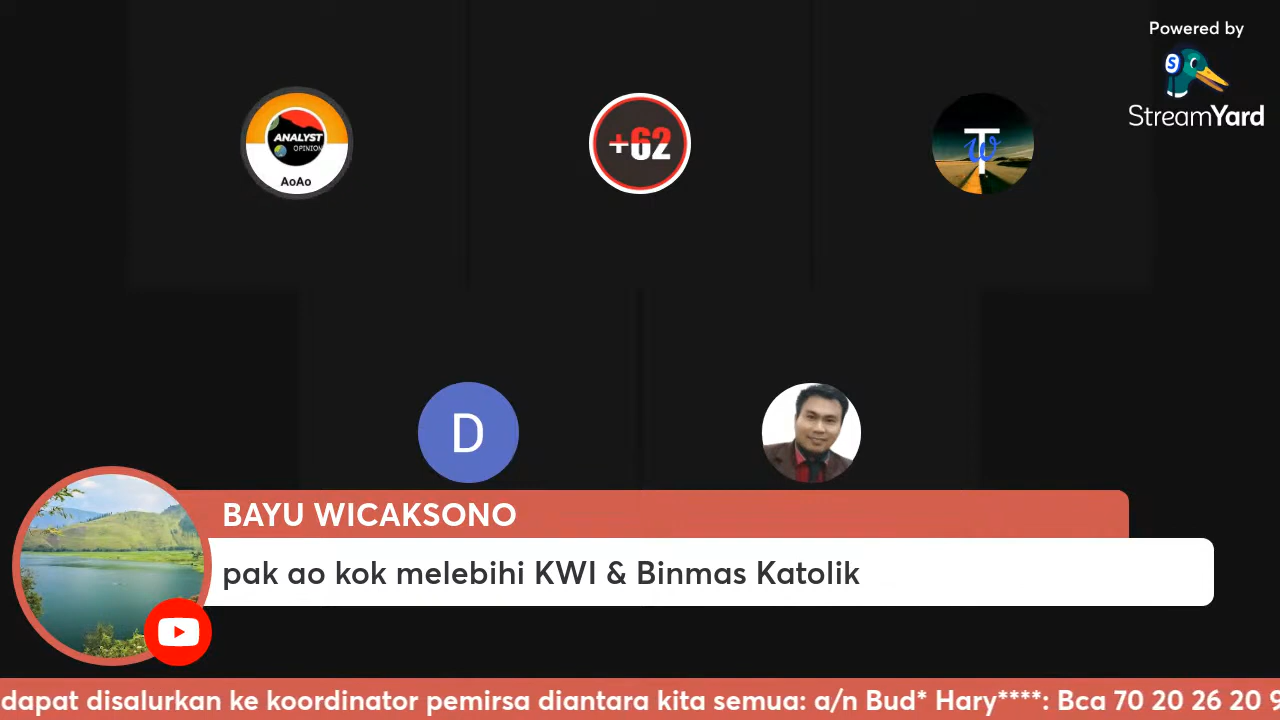 Powered by
StreamYard
ANALYST
OPINION
AoAo
+62
T
w
D
S
BAYU WICAKSONO
pak ao kok melebihi KWI & Binmas Katolik
dapat disalurkan ke koordinator pemirsa diantara kita semua: a/n Bud* Hary****: Bca 70 20 26 20 9